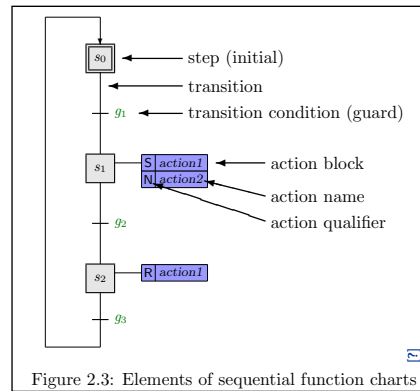 s0 step (initial)
transition
g1 transition condition (guard)
s1 S action1 action block
N action2
action name
g2 action qualifier
s2 R action1
g3
Figure 2.3: Elements of sequential function charts